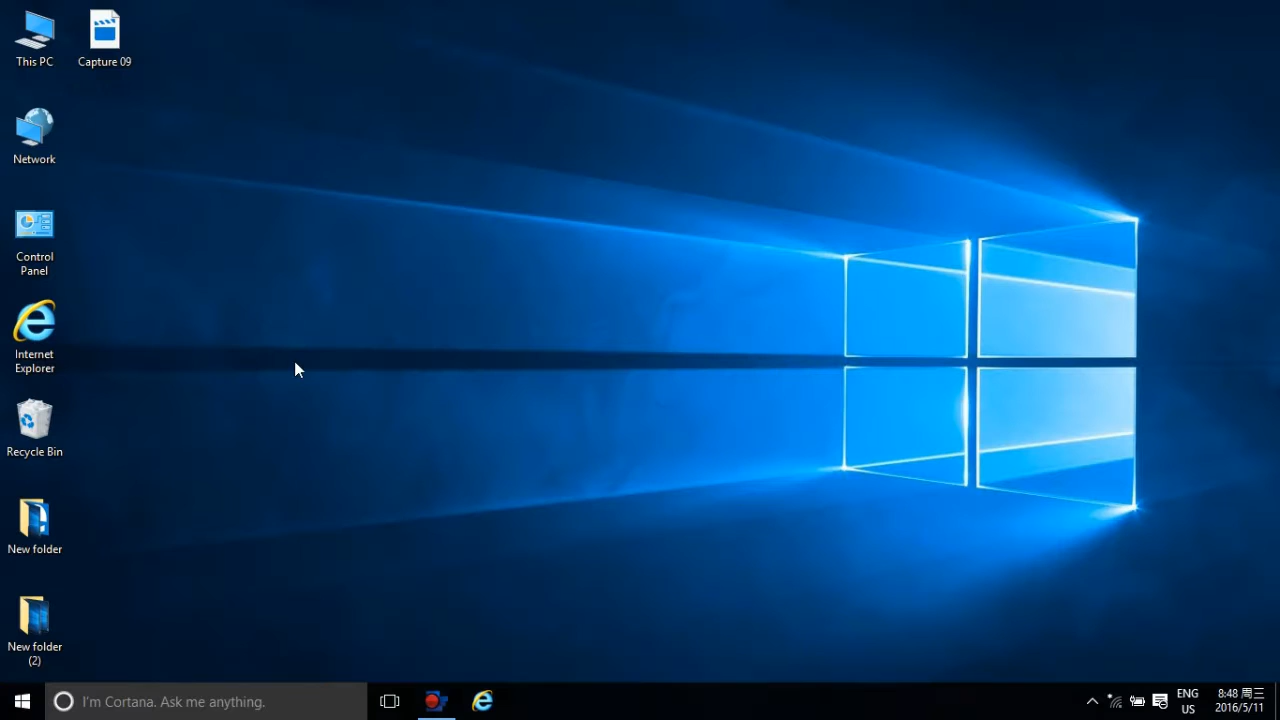 This PC
Capture 09
Network
Control
Panel
Internet
Explorer
Recycle Bin
New folder
New folder
(2)
I'm Cortana. Ask me anything.
ENG
US
8:48 周三
2016/5/11